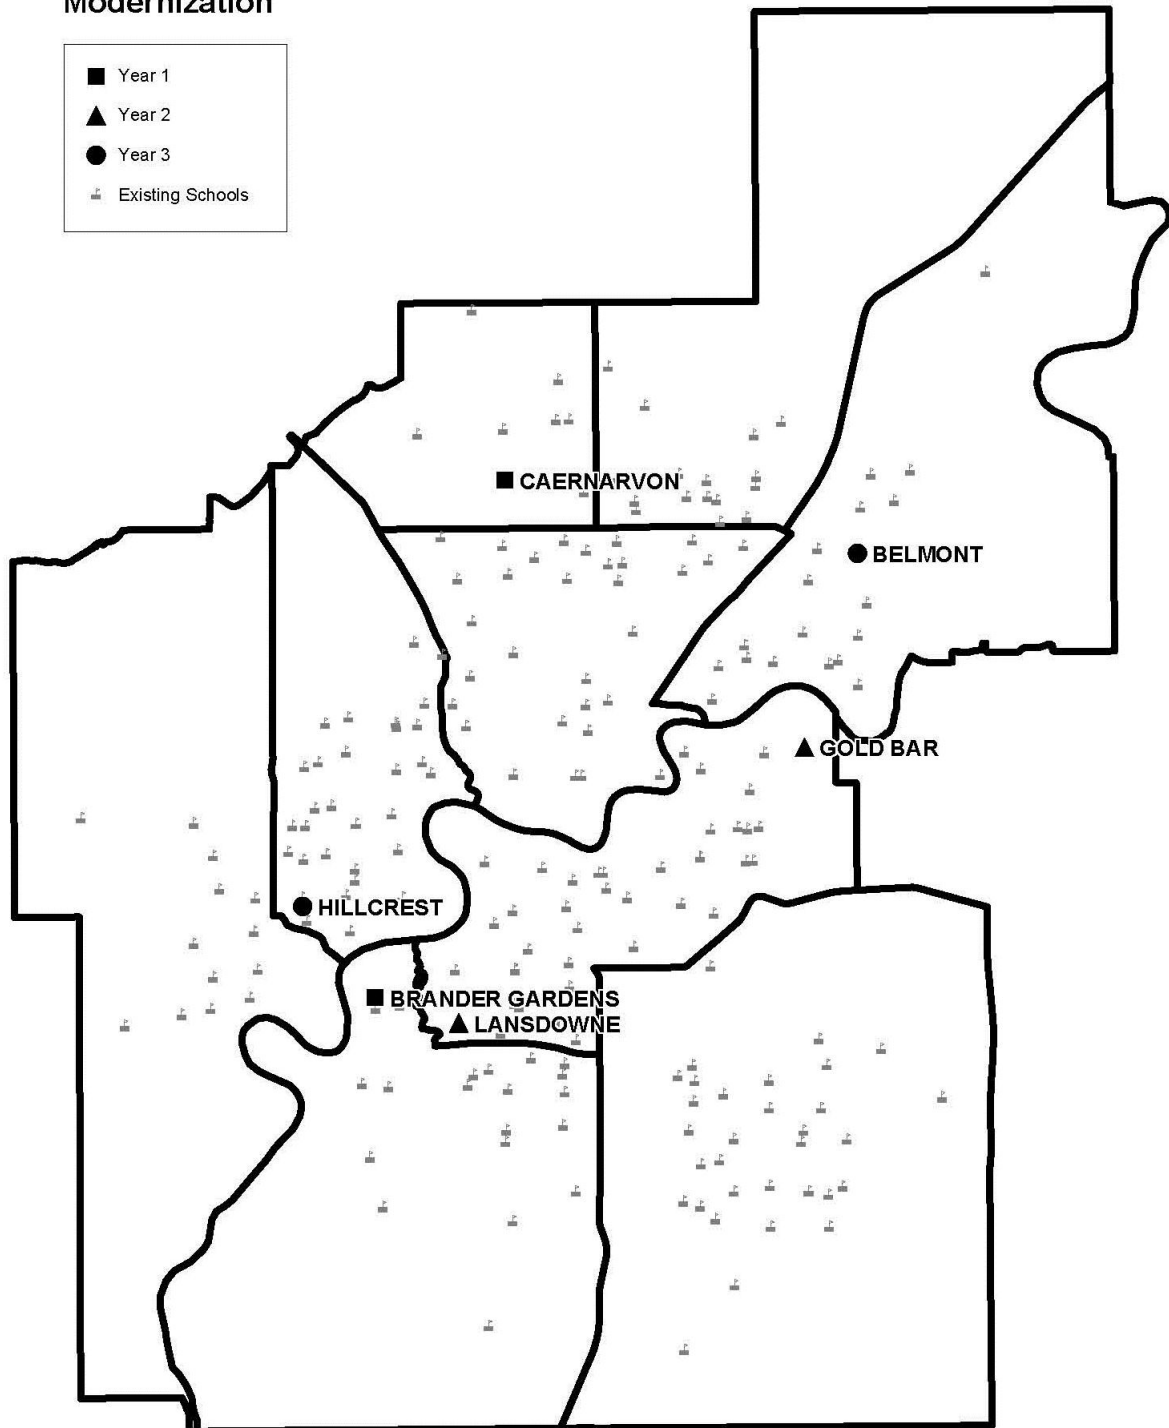 Modernization
Year 1
Year 2
Year 3
Existing Schools
CAERNARVON
BELMONT
GOLD BAR
HILLCREST
BRANDER GARDENS
LANSDOWNE